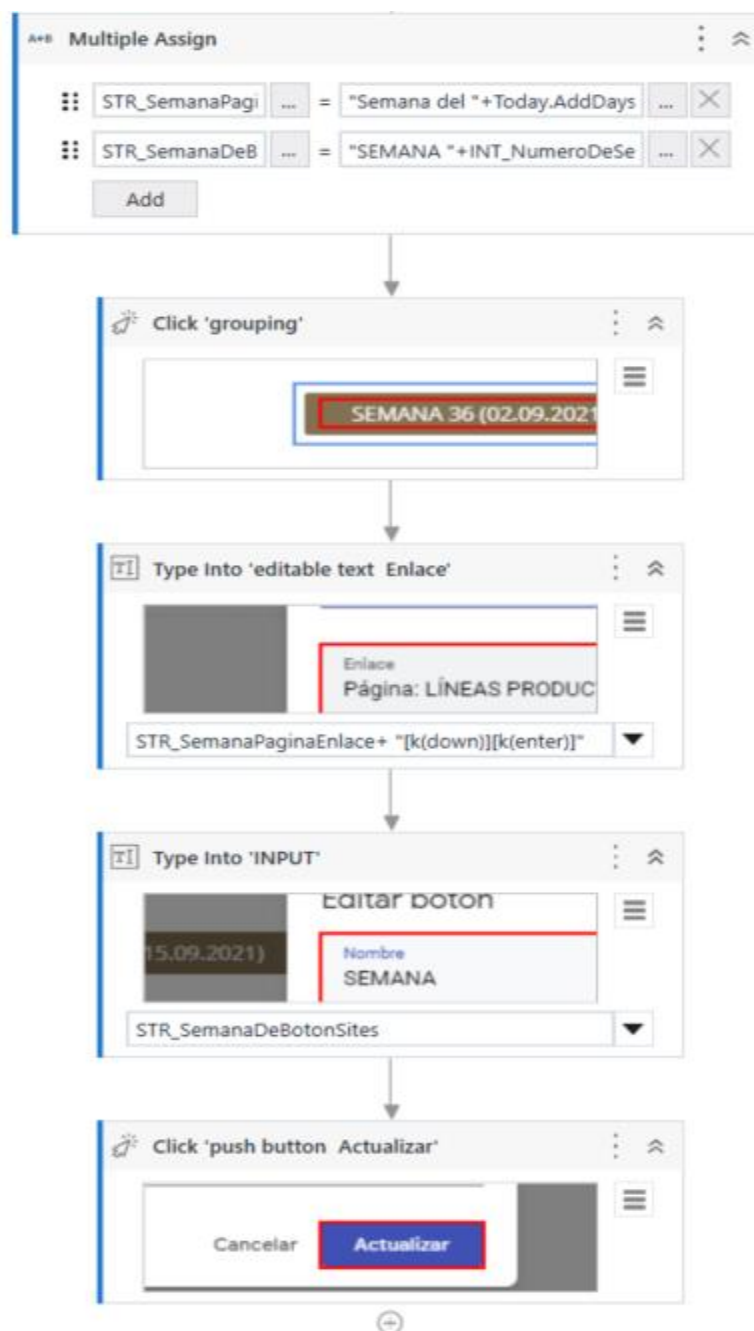 A+B Multiple Assign
STR_SemanaPagi ... = "Semana del "+Today.AddDays ...
STR_SemanaDeB ... = "SEMANA "+INT_NumeroDeSe ...
Add
Click 'grouping'
SEMANA 36 (02.09.2021
Type Into 'editable text Enlace'
Enlace
Página: LÍNEAS PRODUC
STR_SemanaPaginaEnlace+ "[k(down)][k(enter)]"
Type Into 'INPUT'
Editar botón
15.09.2021)
Nombre
SEMANA
STR_SemanaDeBotonSites
Click 'push button Actualizar'
Cancelar Actualizar